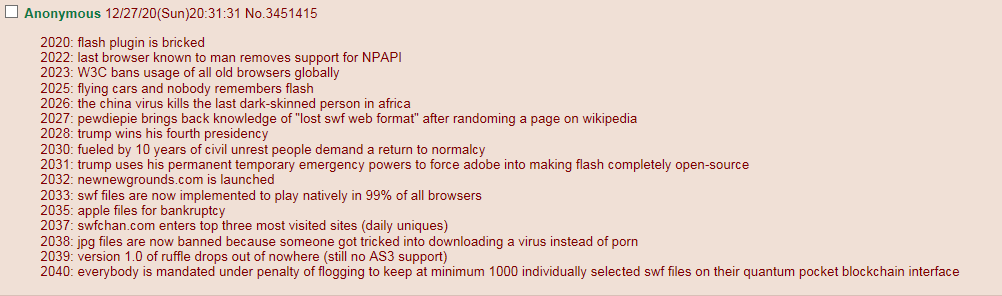 Anonymous 12/27/20(Sun)20:31:31 No.3451415
2020: flash plugin is bricked
2022: last browser known to man removes support for NPAPI
2023: W3C bans usage of all old browsers globally
2025: flying cars and nobody remembers flash
2026: the china virus kills the last dark-skinned person in africa
2027: pewdiepie brings back knowledge of "lost swf web format" after randoming a page on wikipedia
2028: trump wins his fourth presidency
2030: fueled by 10 years of civil unrest people demand a return to normalcy
2031: trump uses his permanent temporary emergency powers to force adobe into making flash completely open-source
2032: newnewgrounds.com is launched
2033: swf files are now implemented to play natively in 99% of all browsers
2035: apple files for bankruptcy
2037: swfchan.com enters top three most visited sites (daily uniques)
2038: jpg files are now banned because someone got tricked into downloading a virus instead of porn
2039: version 1.0 of ruffle drops out of nowhere (still no AS3 support)
2040: everybody is mandated under penalty of flogging to keep at minimum 1000 individually selected swf files on their quantum pocket blockchain interface